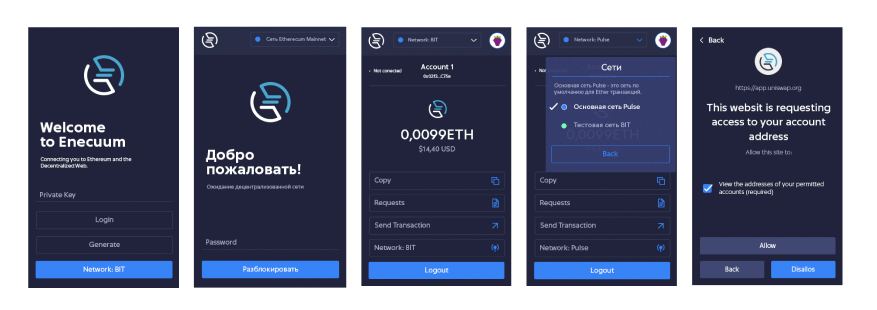 Welcome
to Enecuum
Connecting you to Ethereum and the
Decentralized Web.
Private Key
Login
Generate
Network: BIT
Сеть Etherecum Mainnet
Добро
пожаловать!
Ожидание децентрализованной сети
Password
Разблокировать
Network: BIT
Not conected
Account 1
0,0099ETH
$14,40 USD
Copy
Requests
Send Transaction
Network: BIT
Logout
Network: Pulse
Сети
Основная сеть Pulse - это сеть по
умолчанию для Ether транзакций.
Основная сеть Pulse
Тестовая сеть BIT
0,0099ETH
Back
Copy
Requests
Send Transaction
Network: Pulse
Logout
Back
https://app.uniswap.org
This websit is requesting
access to your account
address
Allow this site to:
View the addresses of your permitted
accounts (required)
Allow
Back
Disallos